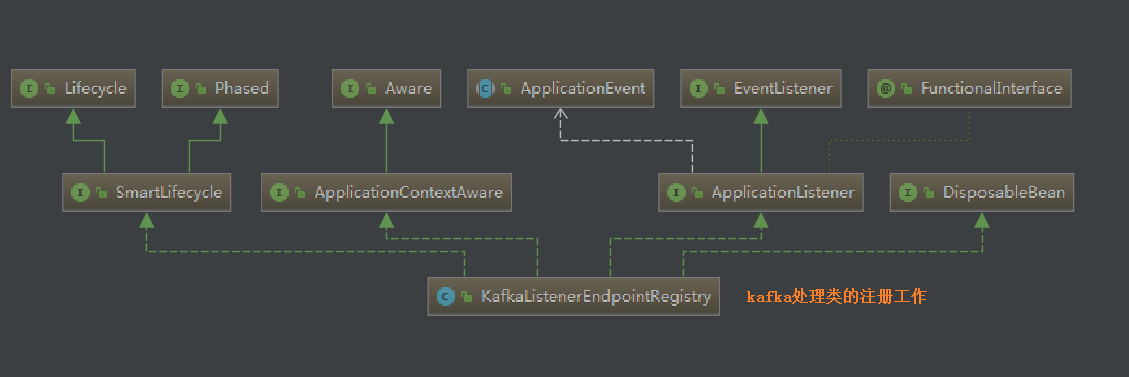 Lifecycle
Phased
Aware
ApplicationEvent
EventListener
FunctionalInterface
SmartLifecycle
ApplicationContextAware
ApplicationListener
DisposableBean
KafkaListenerEndpointRegistry
kafka处理类的注册工作